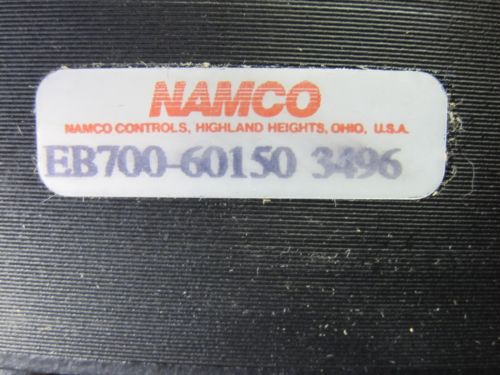 NAMCO
NAMCO CONTROLS, HIGHLAND HEIGHTS, OHIO, U.S.A.
EB700-60150 3496